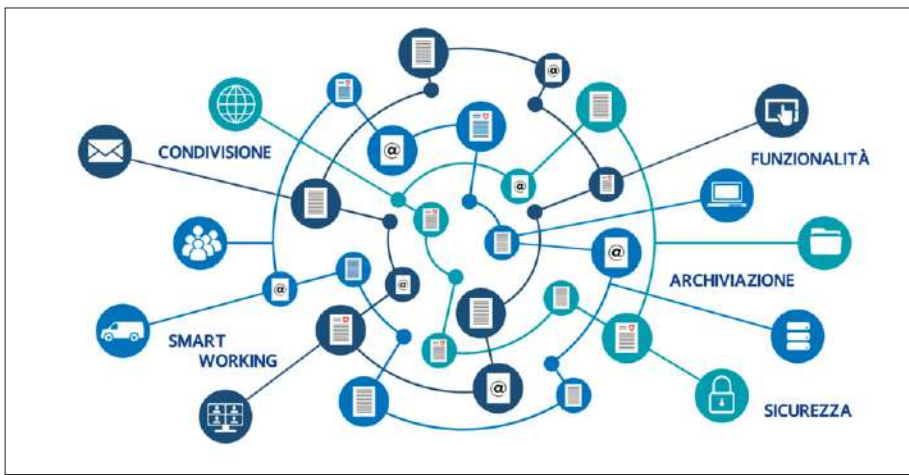 CONDIVISIONE
FUNZIONALITÀ
ARCHIVIAZIONE
SMART
WORKING
SICUREZZA
@
@
@
@
@
@
@
@